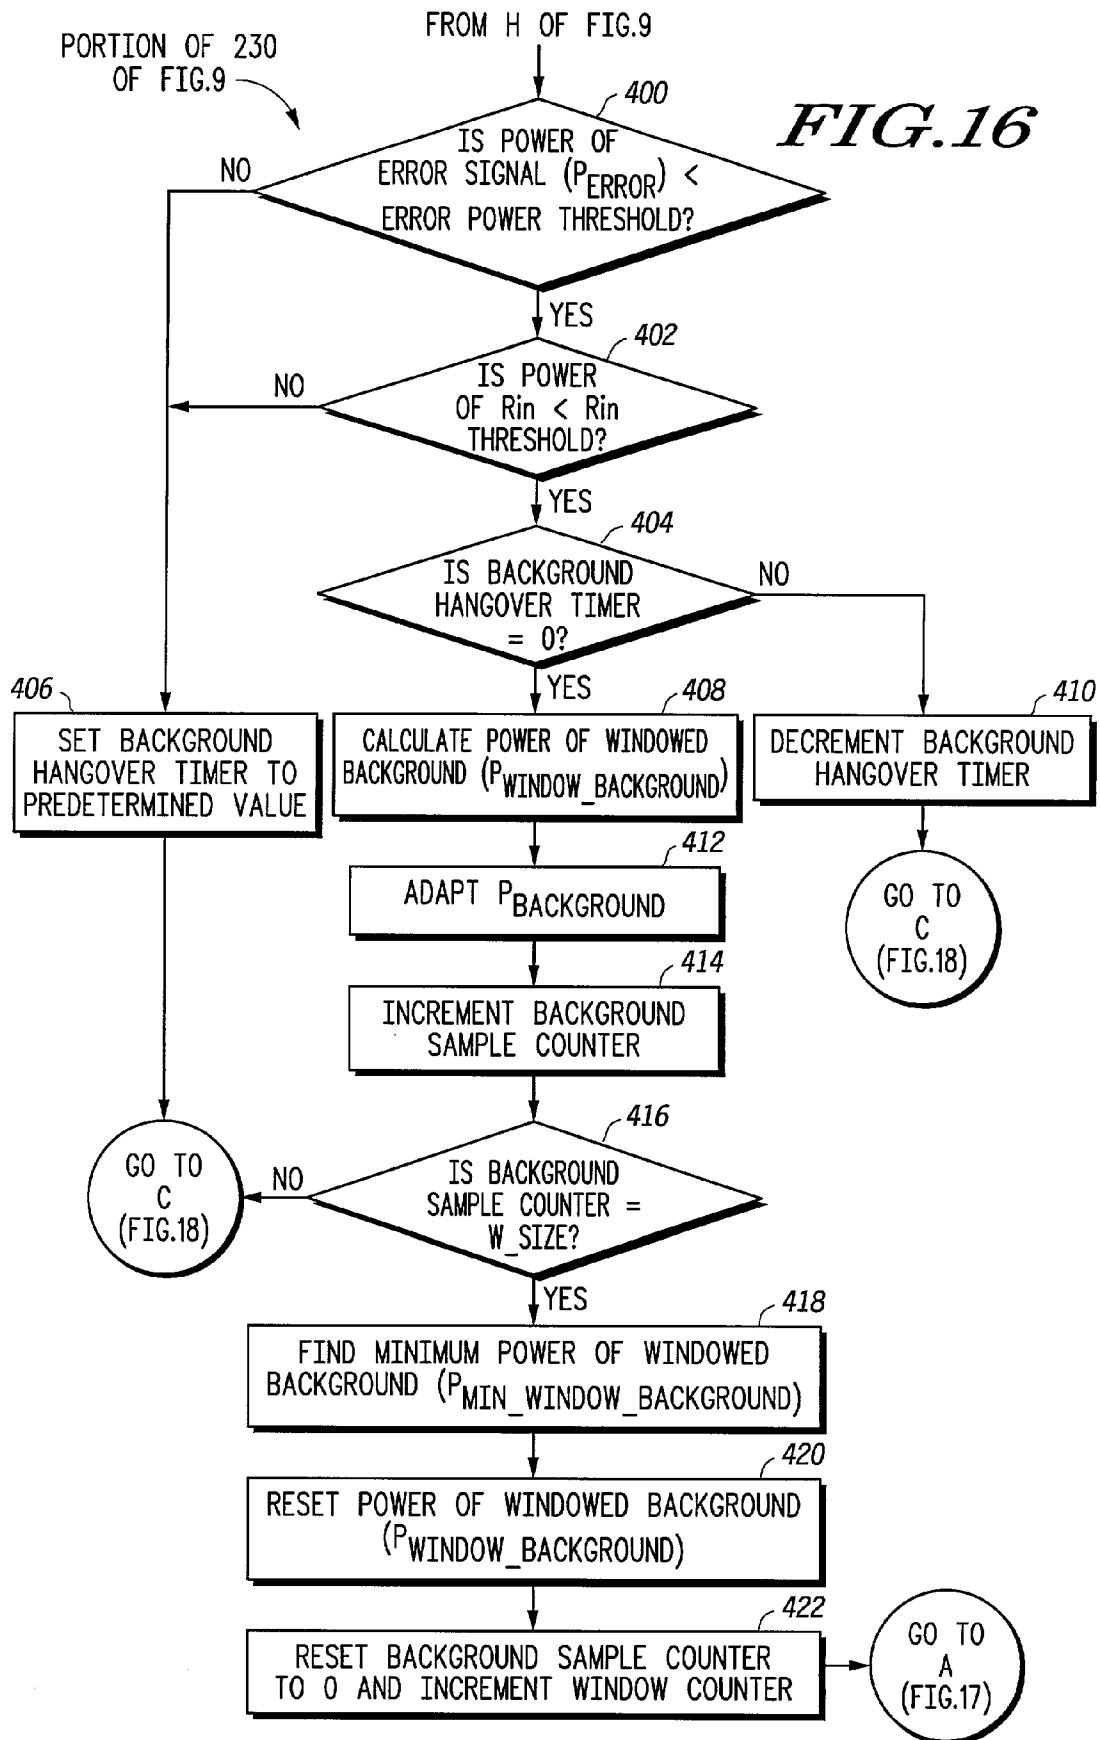 FROM H OF FIG.9
PORTION OF 230
OF FIG.9
FIG.16
400
IS POWER OF
ERROR SIGNAL (PERROR) <
ERROR POWER THRESHOLD?
NO
YES
402
IS POWER
OF Rin < Rin
THRESHOLD?
NO
YES
404
IS BACKGROUND
HANGOVER TIMER
= 0?
NO
YES
406
SET BACKGROUND
HANGOVER TIMER TO
PREDETERMINED VALUE
408
CALCULATE POWER OF WINDOWED
BACKGROUND (PWINDOW_BACKGROUND)
410
DECREMENT BACKGROUND
HANGOVER TIMER
412
ADAPT PBACKGROUND
GO TO
C
(FIG.18)
414
INCREMENT BACKGROUND
SAMPLE COUNTER
416
IS BACKGROUND
SAMPLE COUNTER =
W_SIZE?
NO
GO TO
C
(FIG.18)
YES
418
FIND MINIMUM POWER OF WINDOWED
BACKGROUND (PMIN_WINDOW_BACKGROUND)
420
RESET POWER OF WINDOWED BACKGROUND
(PWINDOW_BACKGROUND)
422
RESET BACKGROUND SAMPLE COUNTER
TO 0 AND INCREMENT WINDOW COUNTER
GO TO
A
(FIG.17)